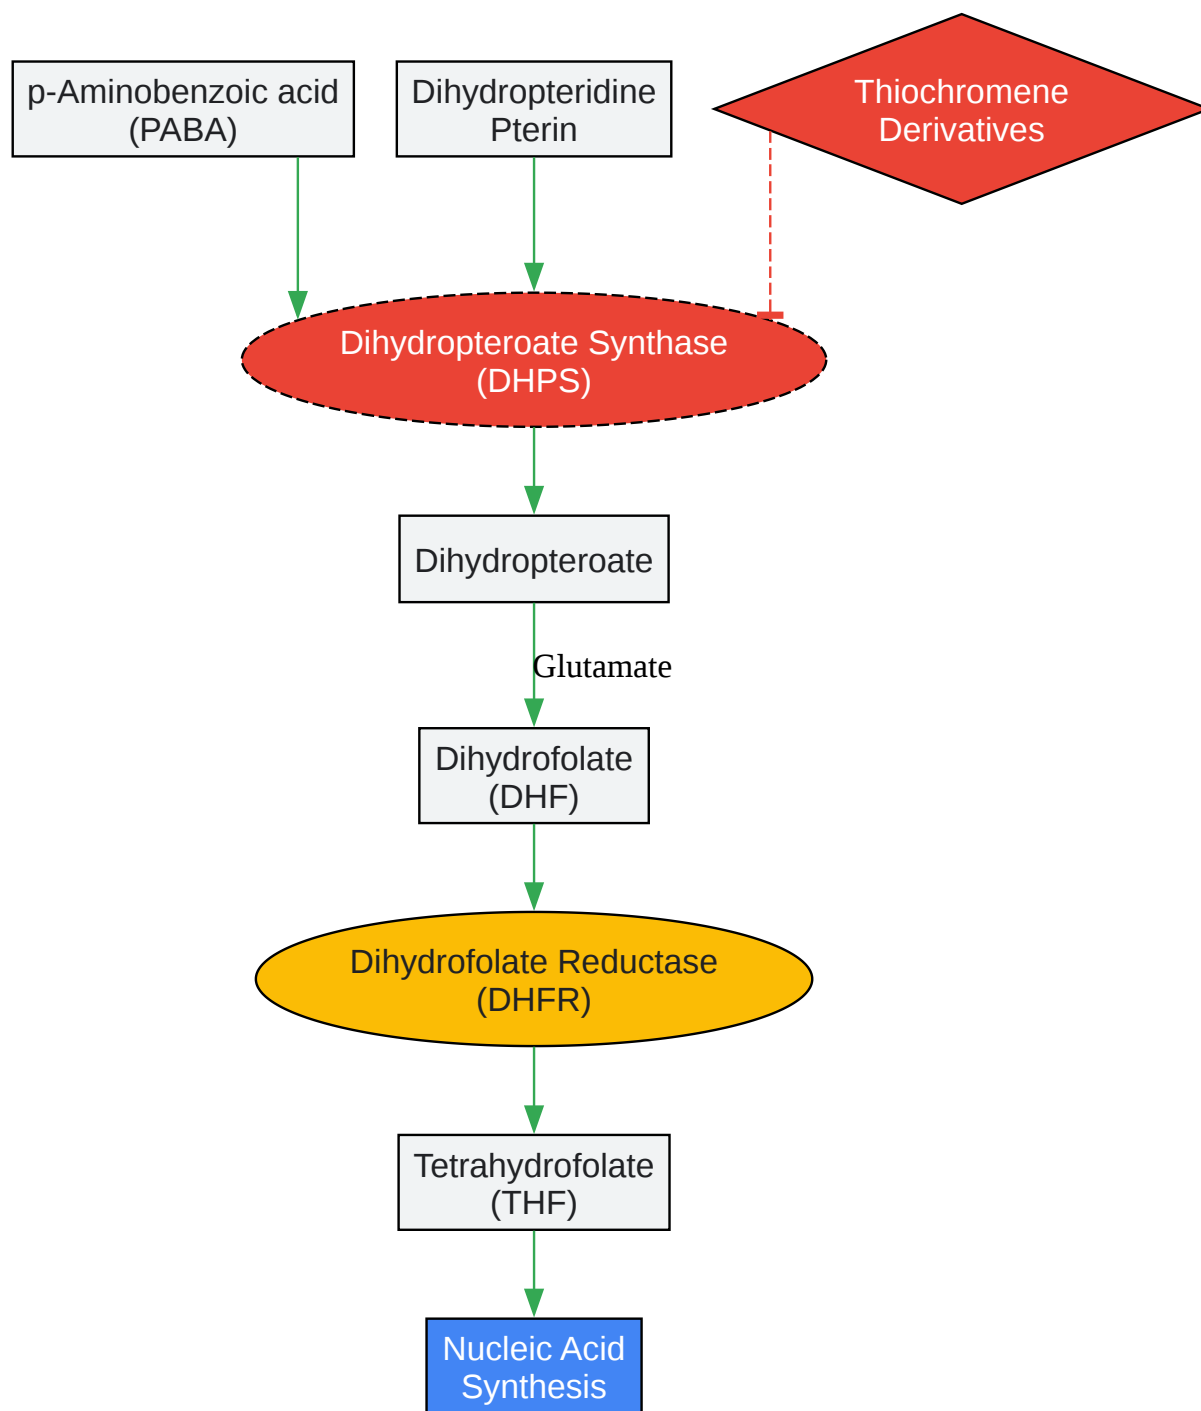 p-Aminobenzoic acid
(PABA)
Dihydropteridine
Pterin
Thiochromene
Derivatives
Dihydropteroate Synthase
(DHPS)
Dihydropteroate
Glutamate
Dihydrofolate
(DHF)
Dihydrofolate Reductase
(DHFR)
Tetrahydrofolate
(THF)
Nucleic Acid
Synthesis